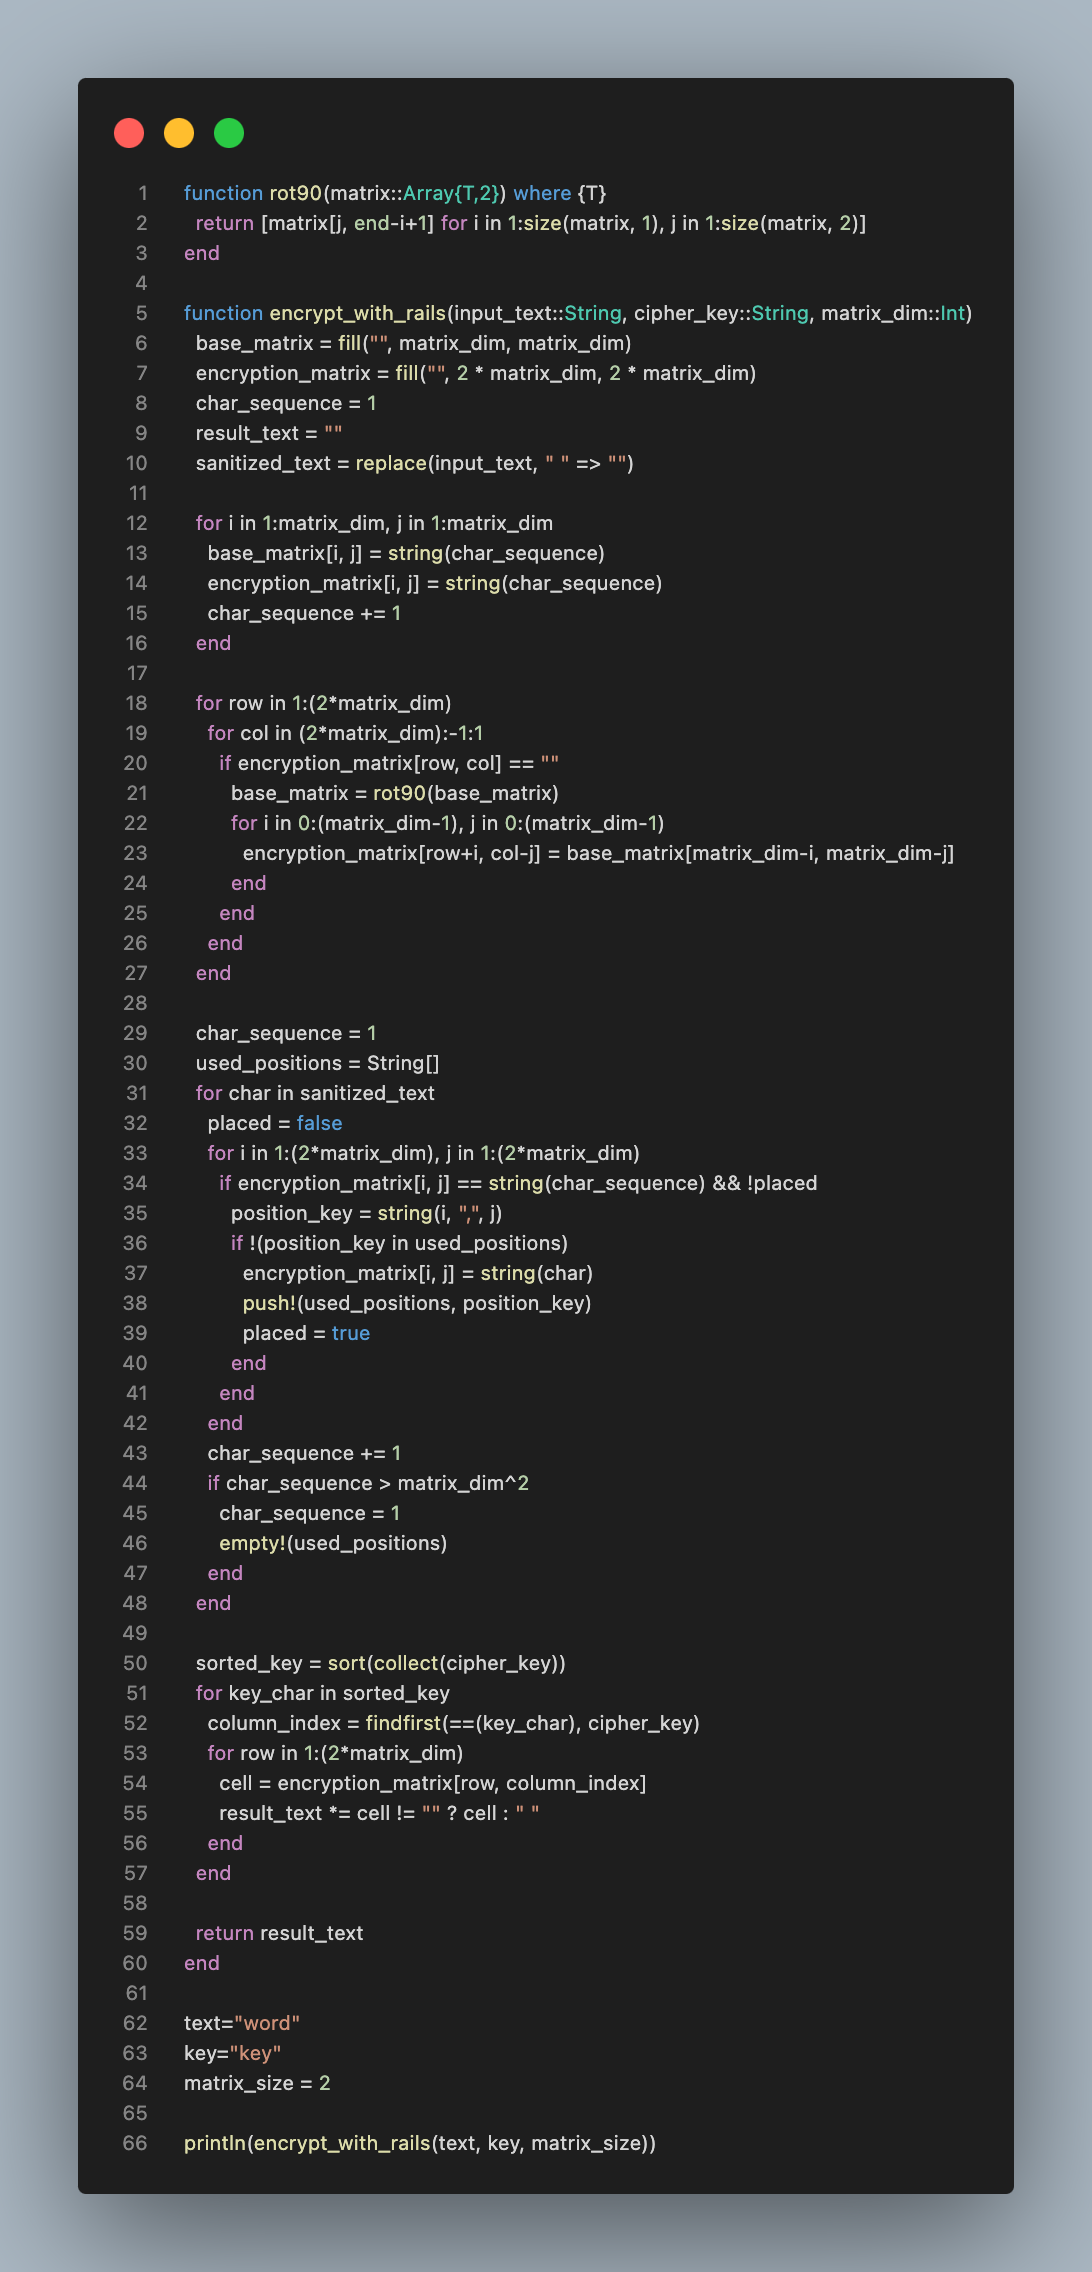 1 function rot90(matrix::Array{T,2}) where {T}
2   return [matrix[j, end-i+1] for i in 1:size(matrix, 1), j in 1:size(matrix, 2)]
3 end
4
5 function encrypt_with_rails(input_text::String, cipher_key::String, matrix_dim::Int)
6   base_matrix = fill("", matrix_dim, matrix_dim)
7   encryption_matrix = fill("", 2 * matrix_dim, 2 * matrix_dim)
8   char_sequence = 1
9   result_text = ""
10   sanitized_text = replace(input_text, " " => "")
11
12   for i in 1:matrix_dim, j in 1:matrix_dim
13     base_matrix[i, j] = string(char_sequence)
14     encryption_matrix[i, j] = string(char_sequence)
15     char_sequence += 1
16   end
17
18   for row in 1:(2*matrix_dim)
19     for col in (2*matrix_dim):-1:1
20       if encryption_matrix[row, col] == ""
21         base_matrix = rot90(base_matrix)
22         for i in 0:(matrix_dim-1), j in 0:(matrix_dim-1)
23           encryption_matrix[row+i, col-j] = base_matrix[matrix_dim-i, matrix_dim-j]
24         end
25       end
26     end
27   end
28
29   char_sequence = 1
30   used_positions = String[]
31   for char in sanitized_text
32     placed = false
33     for i in 1:(2*matrix_dim), j in 1:(2*matrix_dim)
34       if encryption_matrix[i, j] == string(char_sequence) && !placed
35         position_key = string(i, ",", j)
36         if !(position_key in used_positions)
37           encryption_matrix[i, j] = string(char)
38           push!(used_positions, position_key)
39           placed = true
40         end
41       end
42     end
43     char_sequence += 1
44     if char_sequence > matrix_dim^2
45       char_sequence = 1
46       empty!(used_positions)
47     end
48   end
49
50   sorted_key = sort(collect(cipher_key))
51   for key_char in sorted_key
52     column_index = findfirst(==(key_char), cipher_key)
53     for row in 1:(2*matrix_dim)
54       cell = encryption_matrix[row, column_index]
55       result_text *= cell != "" ? cell : " "
56     end
57   end
58
59   return result_text
60 end
61
62 text="word"
63 key="key"
64 matrix_size = 2
65
66 println(encrypt_with_rails(text, key, matrix_size))